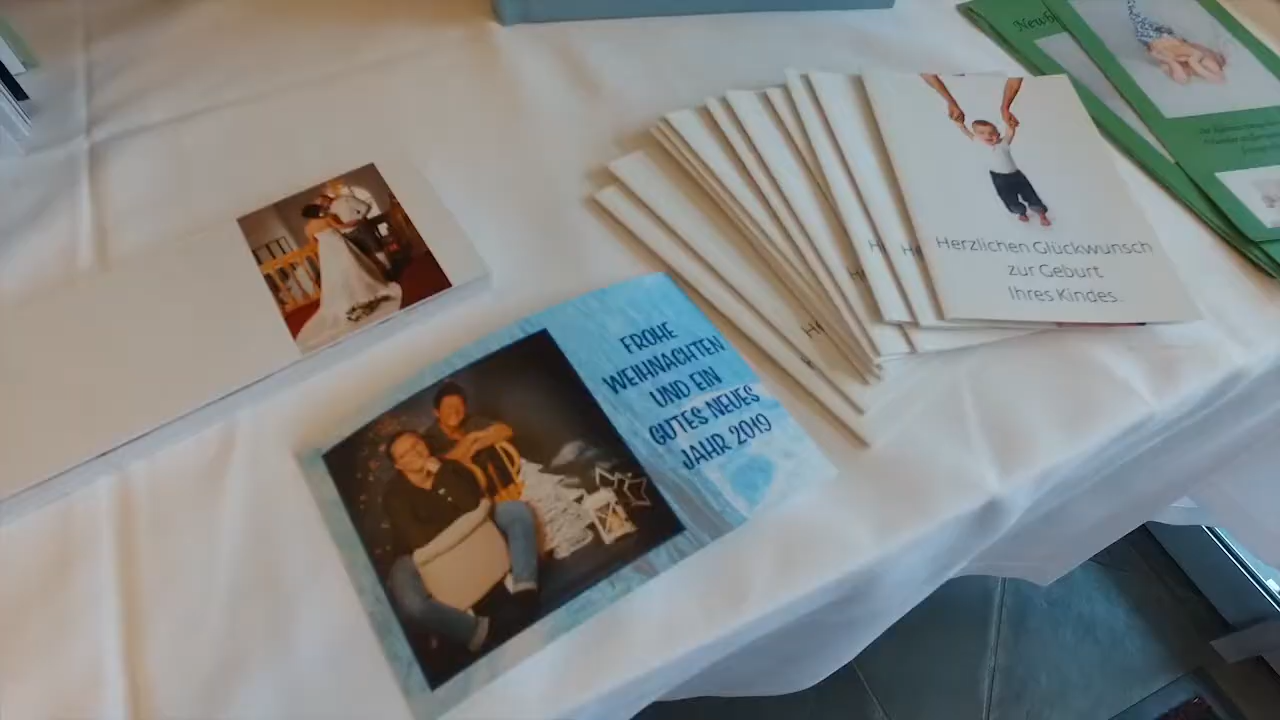 FROHE
WEIHNACHTEN
UND EIN
GUTES NEUES
JAHR 2019
Herzlichen Glückwunsch
zur Geburt
Ihres Kindes.